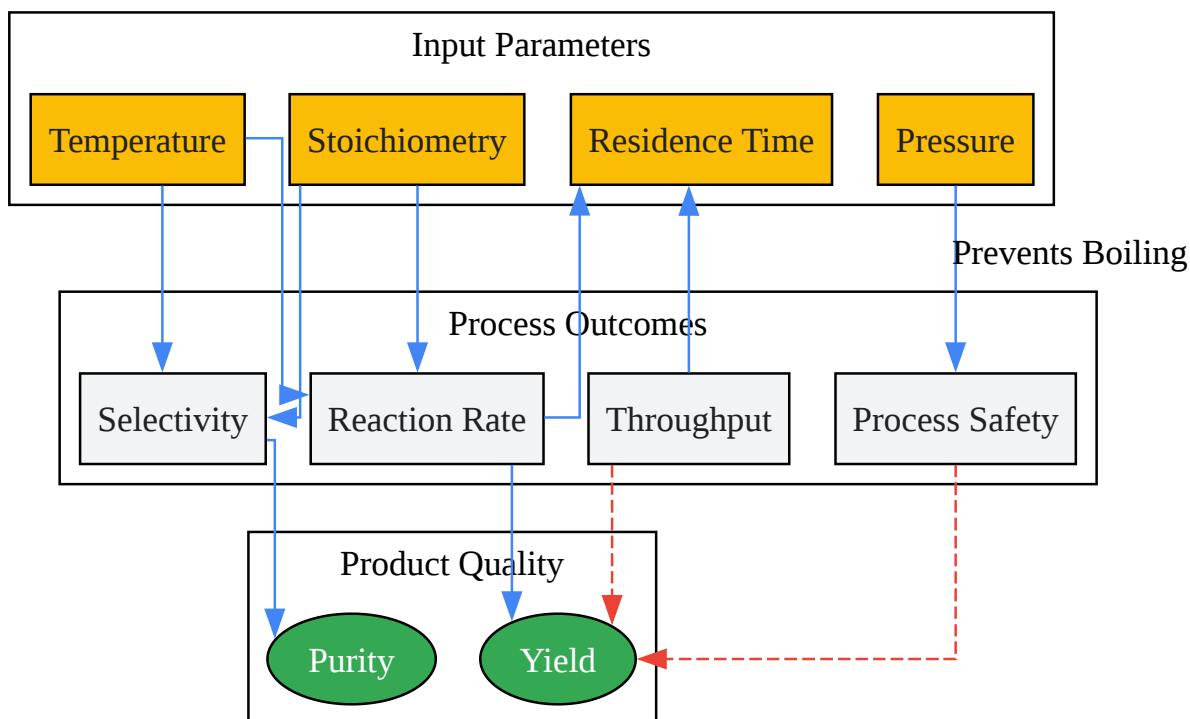 Input Parameters
Temperature
Stoichiometry
Residence Time
Pressure
Prevents Boiling
Process Outcomes
Selectivity
Reaction Rate
Throughput
Process Safety
Product Quality
Purity
Yield